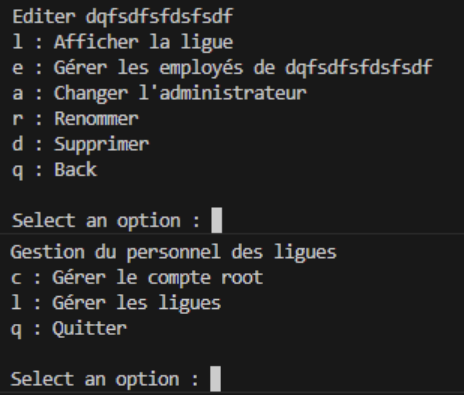 Editer dqfsdfsfdsfsdf
l : Afficher la ligue
e : Gérer les employés de dqfsdfsfdsfsdf
a : Changer l'administrateur
r : Renommer
d : Supprimer
q : Back
Select an option :
Gestion du personnel des ligues
c : Gérer le compte root
l : Gérer les ligues
q : Quitter
Select an option :